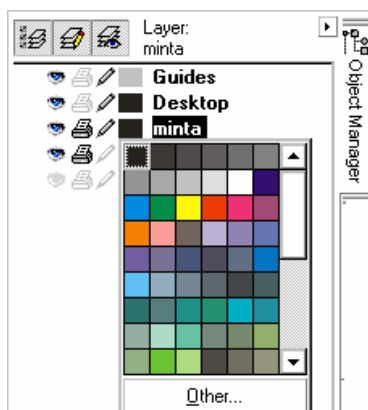 Layer:
minta
Guides
Desktop
minta
Other...
Object Manager